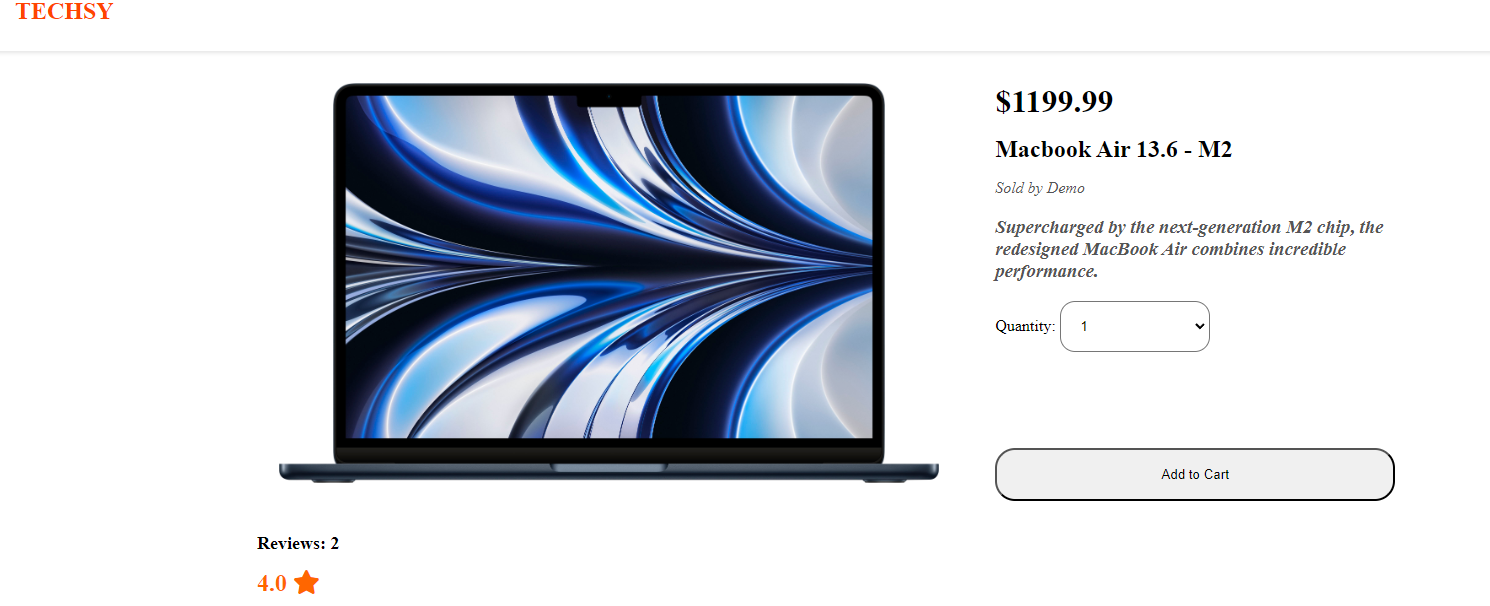 TECHSY
$1199.99
Macbook Air 13.6 - M2
Sold by Demo
Supercharged by the next-generation M2 chip, the
redesigned MacBook Air combines incredible
performance.
Quantity: 1
Add to Cart
Reviews: 2
4.0